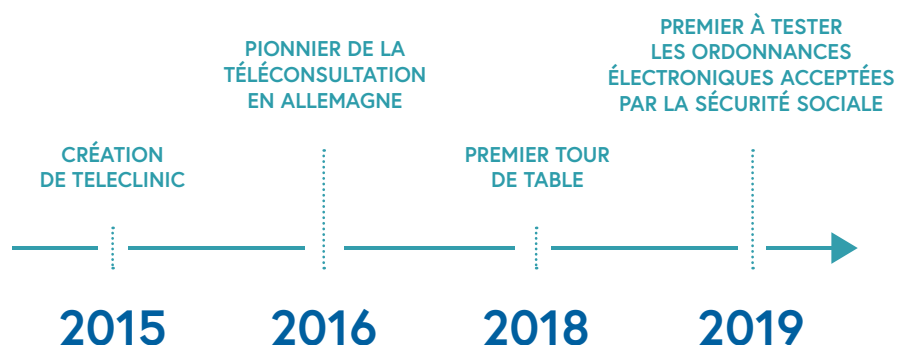 CRÉATION
DE TELECLINIC
PIONNIER DE LA
TÉLÉCONSULTATION
EN ALLEMAGNE
PREMIER TOUR
DE TABLE
PREMIER À TESTER
LES ORDONNANCES
ÉLECTRONIQUES ACCEPTÉES
PAR LA SÉCURITÉ SOCIALE
2015
2016
2018
2019